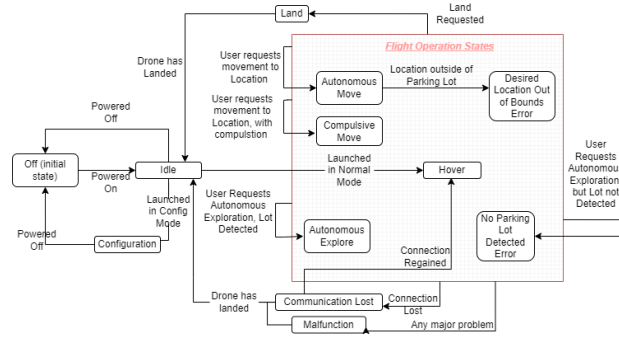 Land
Land
Requested
Flight Operation States
Drone has
Landed
User requests
movement to
Location
Autonomous
Move
Location outside of
Parking Lot
Desired
Location Out
of Bounds
Error
User requests
movement to
Location, with
compulstion
Compulsive
Move
Powered
Off
Off (initial
state)
Powered
On
Idle
Launched
in Normal
Mode
Hover
User
Requests
Autonomous
Exploration
but Lot not
Detected
Launched
in Config
Mode
User Requests
Autonomous
Exploration, Lot
Detected
Autonomous
Explore
No Parking
Lot
Detected
Error
Powered
Off
Configuration
Connection
Regained
Drone has
landed
Communication Lost
Connection
Lost
Malfunction
Any major problem